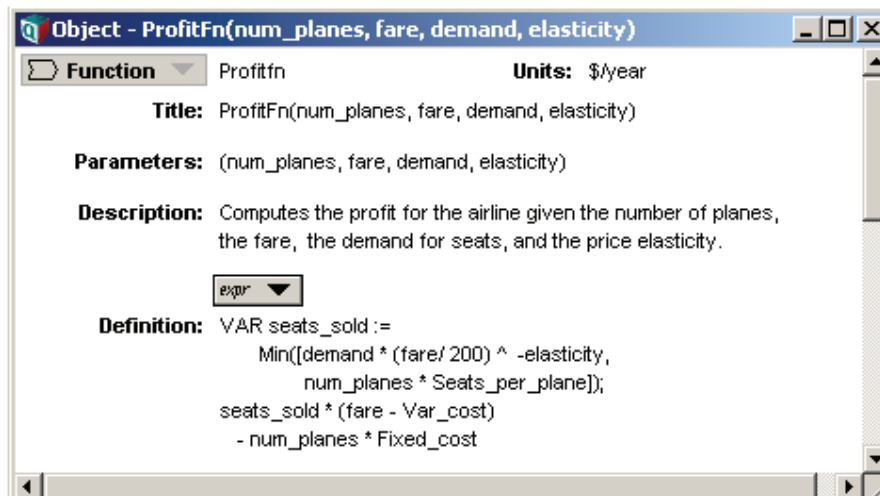 Object - ProfitFn(num_planes, fare, demand, elasticity)
Function Profitfn Units: $/year
Title: ProfitFn(num_planes, fare, demand, elasticity)
Parameters: (num_planes, fare, demand, elasticity)
Description: Computes the profit for the airline given the number of planes,
the fare, the demand for seats, and the price elasticity.
expr
Definition: VAR seats_sold :=
Min([demand * (fare/ 200) ^ -elasticity,
num_planes * Seats_per_plane]);
seats_sold * (fare - Var_cost)
- num_planes * Fixed_cost